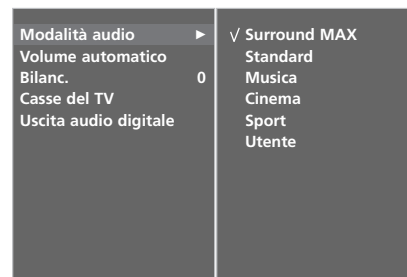 Modalità audio ►
Volume automatico
Bilanc. 0
Casse del TV
Uscita audio digitale
√ Surround MAX
Standard
Musica
Cinema
Sport
Utente